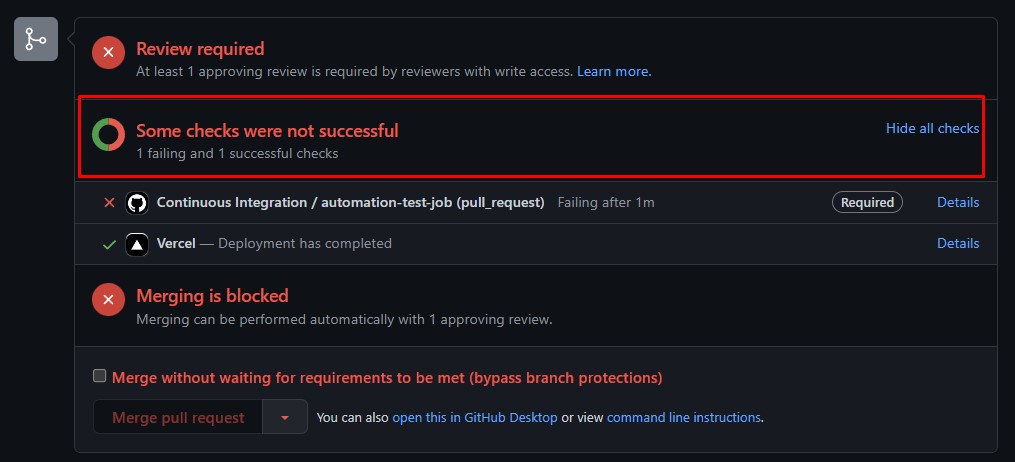 Review required
At least 1 approving review is required by reviewers with write access. Learn more.
Some checks were not successful
Hide all checks
1 failing and 1 successful checks
Continuous Integration / automation-test-job (pull_request) Failing after 1m Required Details
Vercel — Deployment has completed Details
Merging is blocked
Merging can be performed automatically with 1 approving review.
Merge without waiting for requirements to be met (bypass branch protections)
Merge pull request You can also open this in GitHub Desktop or view command line instructions.